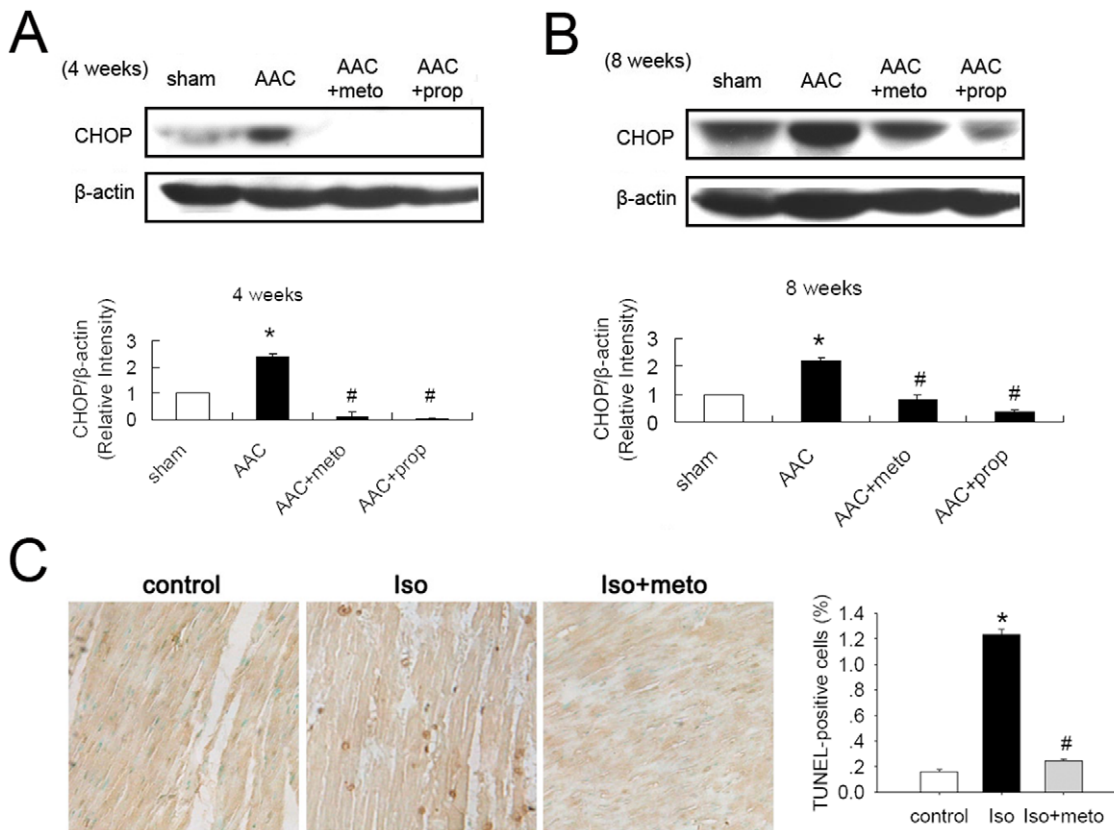 A
(4 weeks)
sham
AAC
AAC
+meto
AAC
+prop
CHOP
β-actin
4 weeks
CHOP/β-actin
(Relative Intensity)
3
2
1
0
*
#
#
sham
AAC
AAC+meto
AAC+prop
B
(8 weeks)
sham
AAC
AAC
+meto
AAC
+prop
CHOP
β-actin
8 weeks
CHOP/β-actin
(Relative Intensity)
3
2
1
0
*
#
#
sham
AAC
AAC+meto
AAC+prop
C
control
Iso
Iso+meto
TUNEL-positive cells (%)
1.4
1.2
1.0
.8
.6
.4
.2
0.0
*
#
control
Iso
Iso+meto